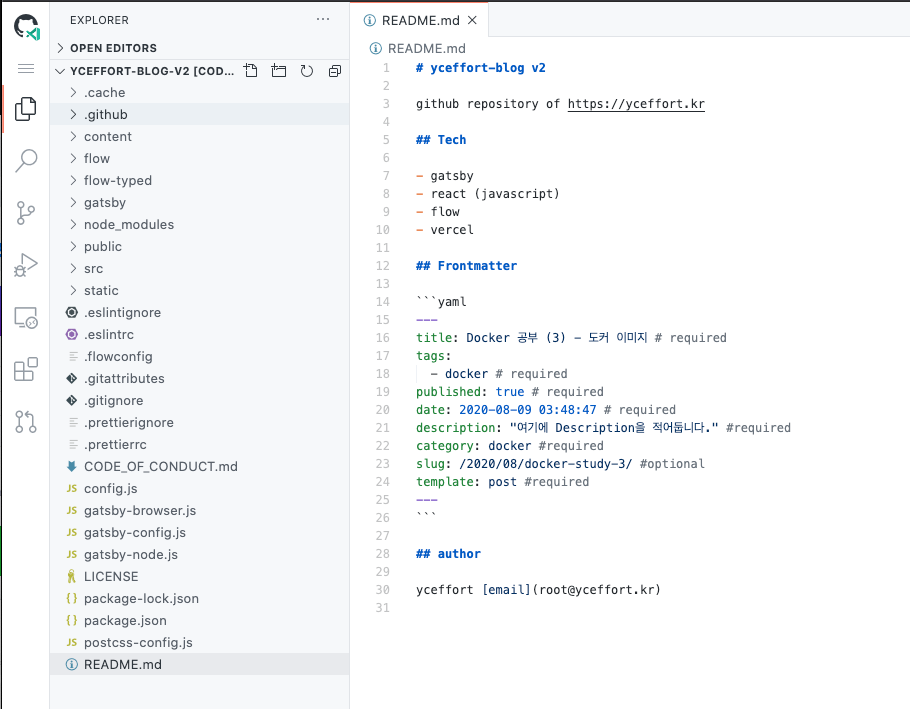 EXPLORER
OPEN EDITORS
YCEFFORT-BLOG-V2 [COD...
.cache
.github
content
flow
flow-typed
gatsby
node_modules
public
src
static
.eslintignore
.eslintrc
.flowconfig
.gitattributes
.gitignore
.prettierignore
.prettierrc
CODE_OF_CONDUCT.md
JS config.js
JS gatsby-browser.js
JS gatsby-config.js
JS gatsby-node.js
LICENSE
{} package-lock.json
{} package.json
JS postcss-config.js
README.md
README.md
README.md
1 # yceffort-blog v2
2
3 github repository of https://yceffort.kr
4
5 ## Tech
6
7 - gatsby
8 - react (javascript)
9 - flow
10 - vercel
11
12 ## Frontmatter
13
14 ```yaml
15 ---
16 title: Docker 공부 (3) - 도커 이미지 # required
17 tags:
18 - docker # required
19 published: true # required
20 date: 2020-08-09 03:48:47 # required
21 description: "여기에 Description을 적어둡니다." #required
22 category: docker #required
23 slug: /2020/08/docker-study-3/ #optional
24 template: post #required
25 ---
26 ```
27
28 ## author
29
30 yceffort [email](root@yceffort.kr)
31